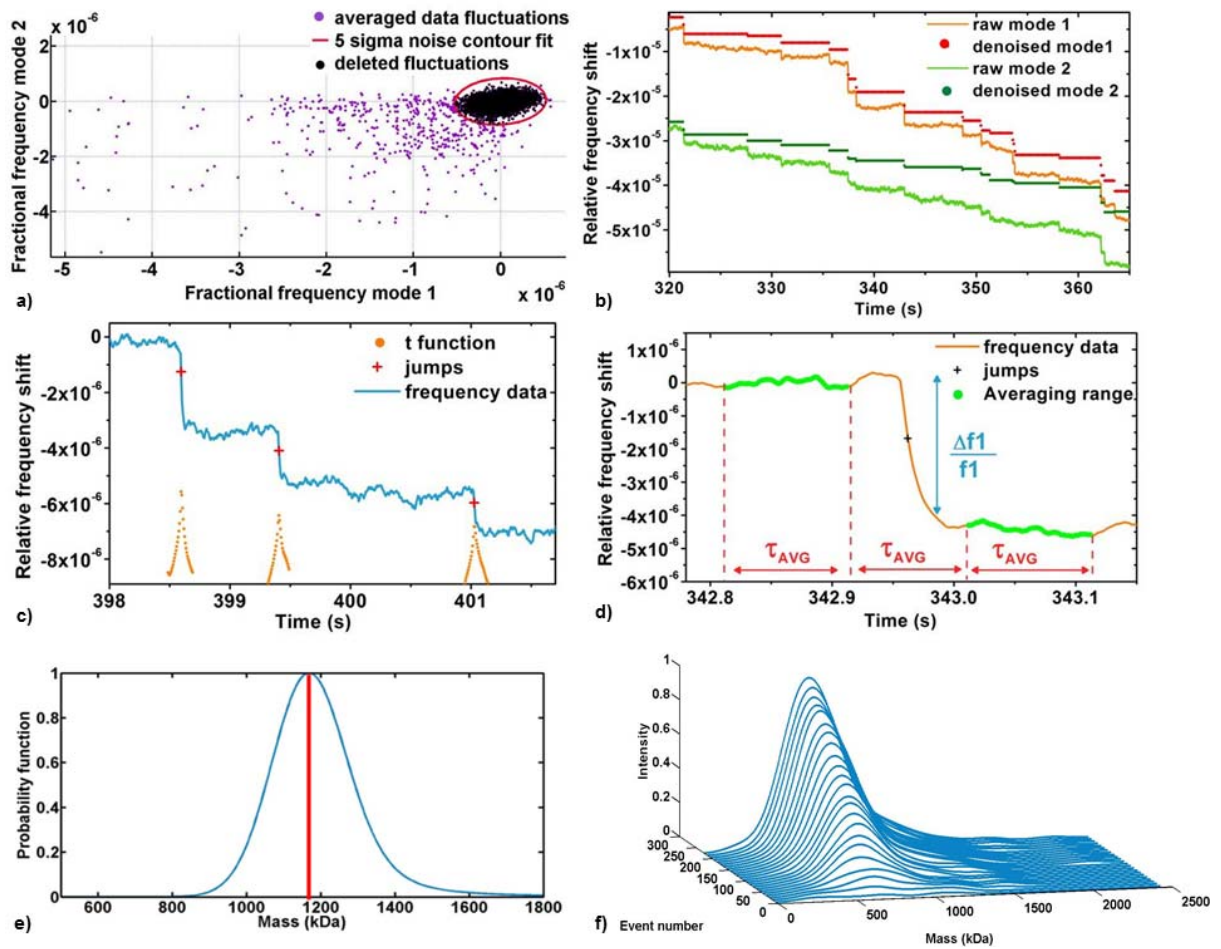 x 10⁻⁶
averaged data fluctuations
5 sigma noise contour fit
deleted fluctuations
Fractional frequency mode 2
2
0
-2
-4
-5
-4
-3
-2
-1
0
Fractional frequency mode 1
x 10⁻⁶
a)
raw mode 1
denoised mode1
raw mode 2
denoised mode 2
Relative frequency shift
-1x10⁻⁵
-2x10⁻⁵
-3x10⁻⁵
-4x10⁻⁵
-5x10⁻⁵
320
330
340
350
360
Time (s)
b)
t function
jumps
frequency data
Relative frequency shift
0
-2x10⁻⁶
-4x10⁻⁶
-6x10⁻⁶
-8x10⁻⁶
398
399
400
401
Time (s)
c)
frequency data
jumps
Averaging range
Relative frequency shift
1x10⁻⁶
0
-1x10⁻⁶
-2x10⁻⁶
-3x10⁻⁶
-4x10⁻⁶
-5x10⁻⁶
-6x10⁻⁶
Δf1
f1
τAVG
τAVG
τAVG
342.8
342.9
343.0
343.1
Time (s)
d)
Probability function
1
0.8
0.6
0.4
0.2
0
600
800
1000
1200
1400
1600
1800
Mass (kDa)
e)
Intensity
1
0.8
0.6
0.4
0.2
0
300
250
200
150
100
50
0
Event number
0
500
1000
1500
2000
2500
Mass (kDa)
f)